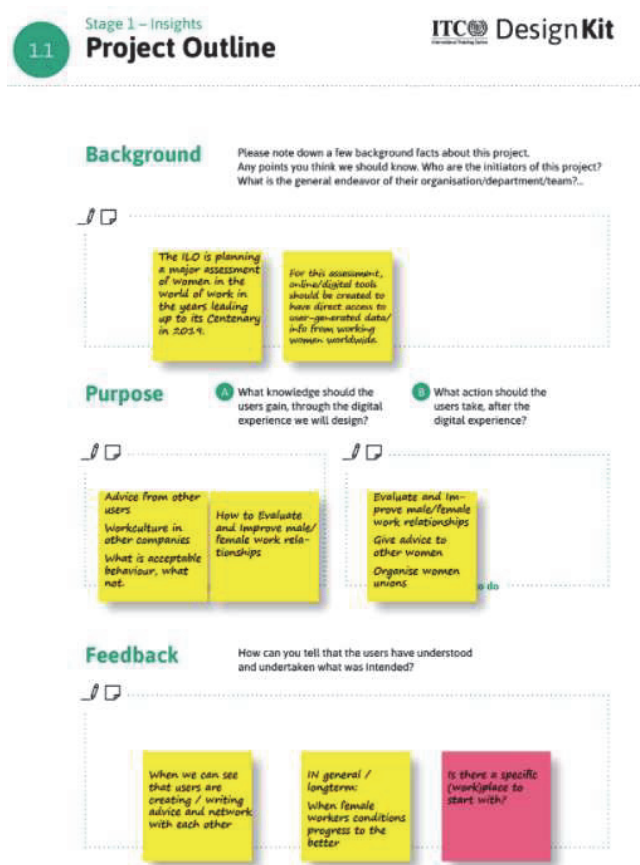 1.1
Stage 1 – Insights
Project Outline
ITC
International Training Centre
DesignKit
Background
Please note down a few background facts about this project.
Any points you think we should know. Who are the initiators of this project?
What is the general endeavor of their organisation/department/team?...
The ILO is planning
a major assessment
of women in the
world of work in
the years leading
up to its Centenary
in 2019.
For this assessment,
online/digital tools
should be created to
have direct access to
user-generated data/
info from working
women worldwide.
Purpose
A
What knowledge should the
users gain, through the digital
experience we will design?
B
What action should the
users take, after the
digital experience?
Advice from other
users
Workculture in
other companies
What is acceptable
behaviour, what
not.
How to Evaluate
and Improve male/
female work rela-
tionships
Evaluate and Im-
prove male/female
work relationships
Give advice to
other women
Organise women
unions
o do
Feedback
How can you tell that the users have understood
and undertaken what was intended?
When we can see
that users are
creating / writing
advice and network
with each other
IN general /
longterm:
When female
workers conditions
progress to the
better
Is there a specific
(work)place to
start with?